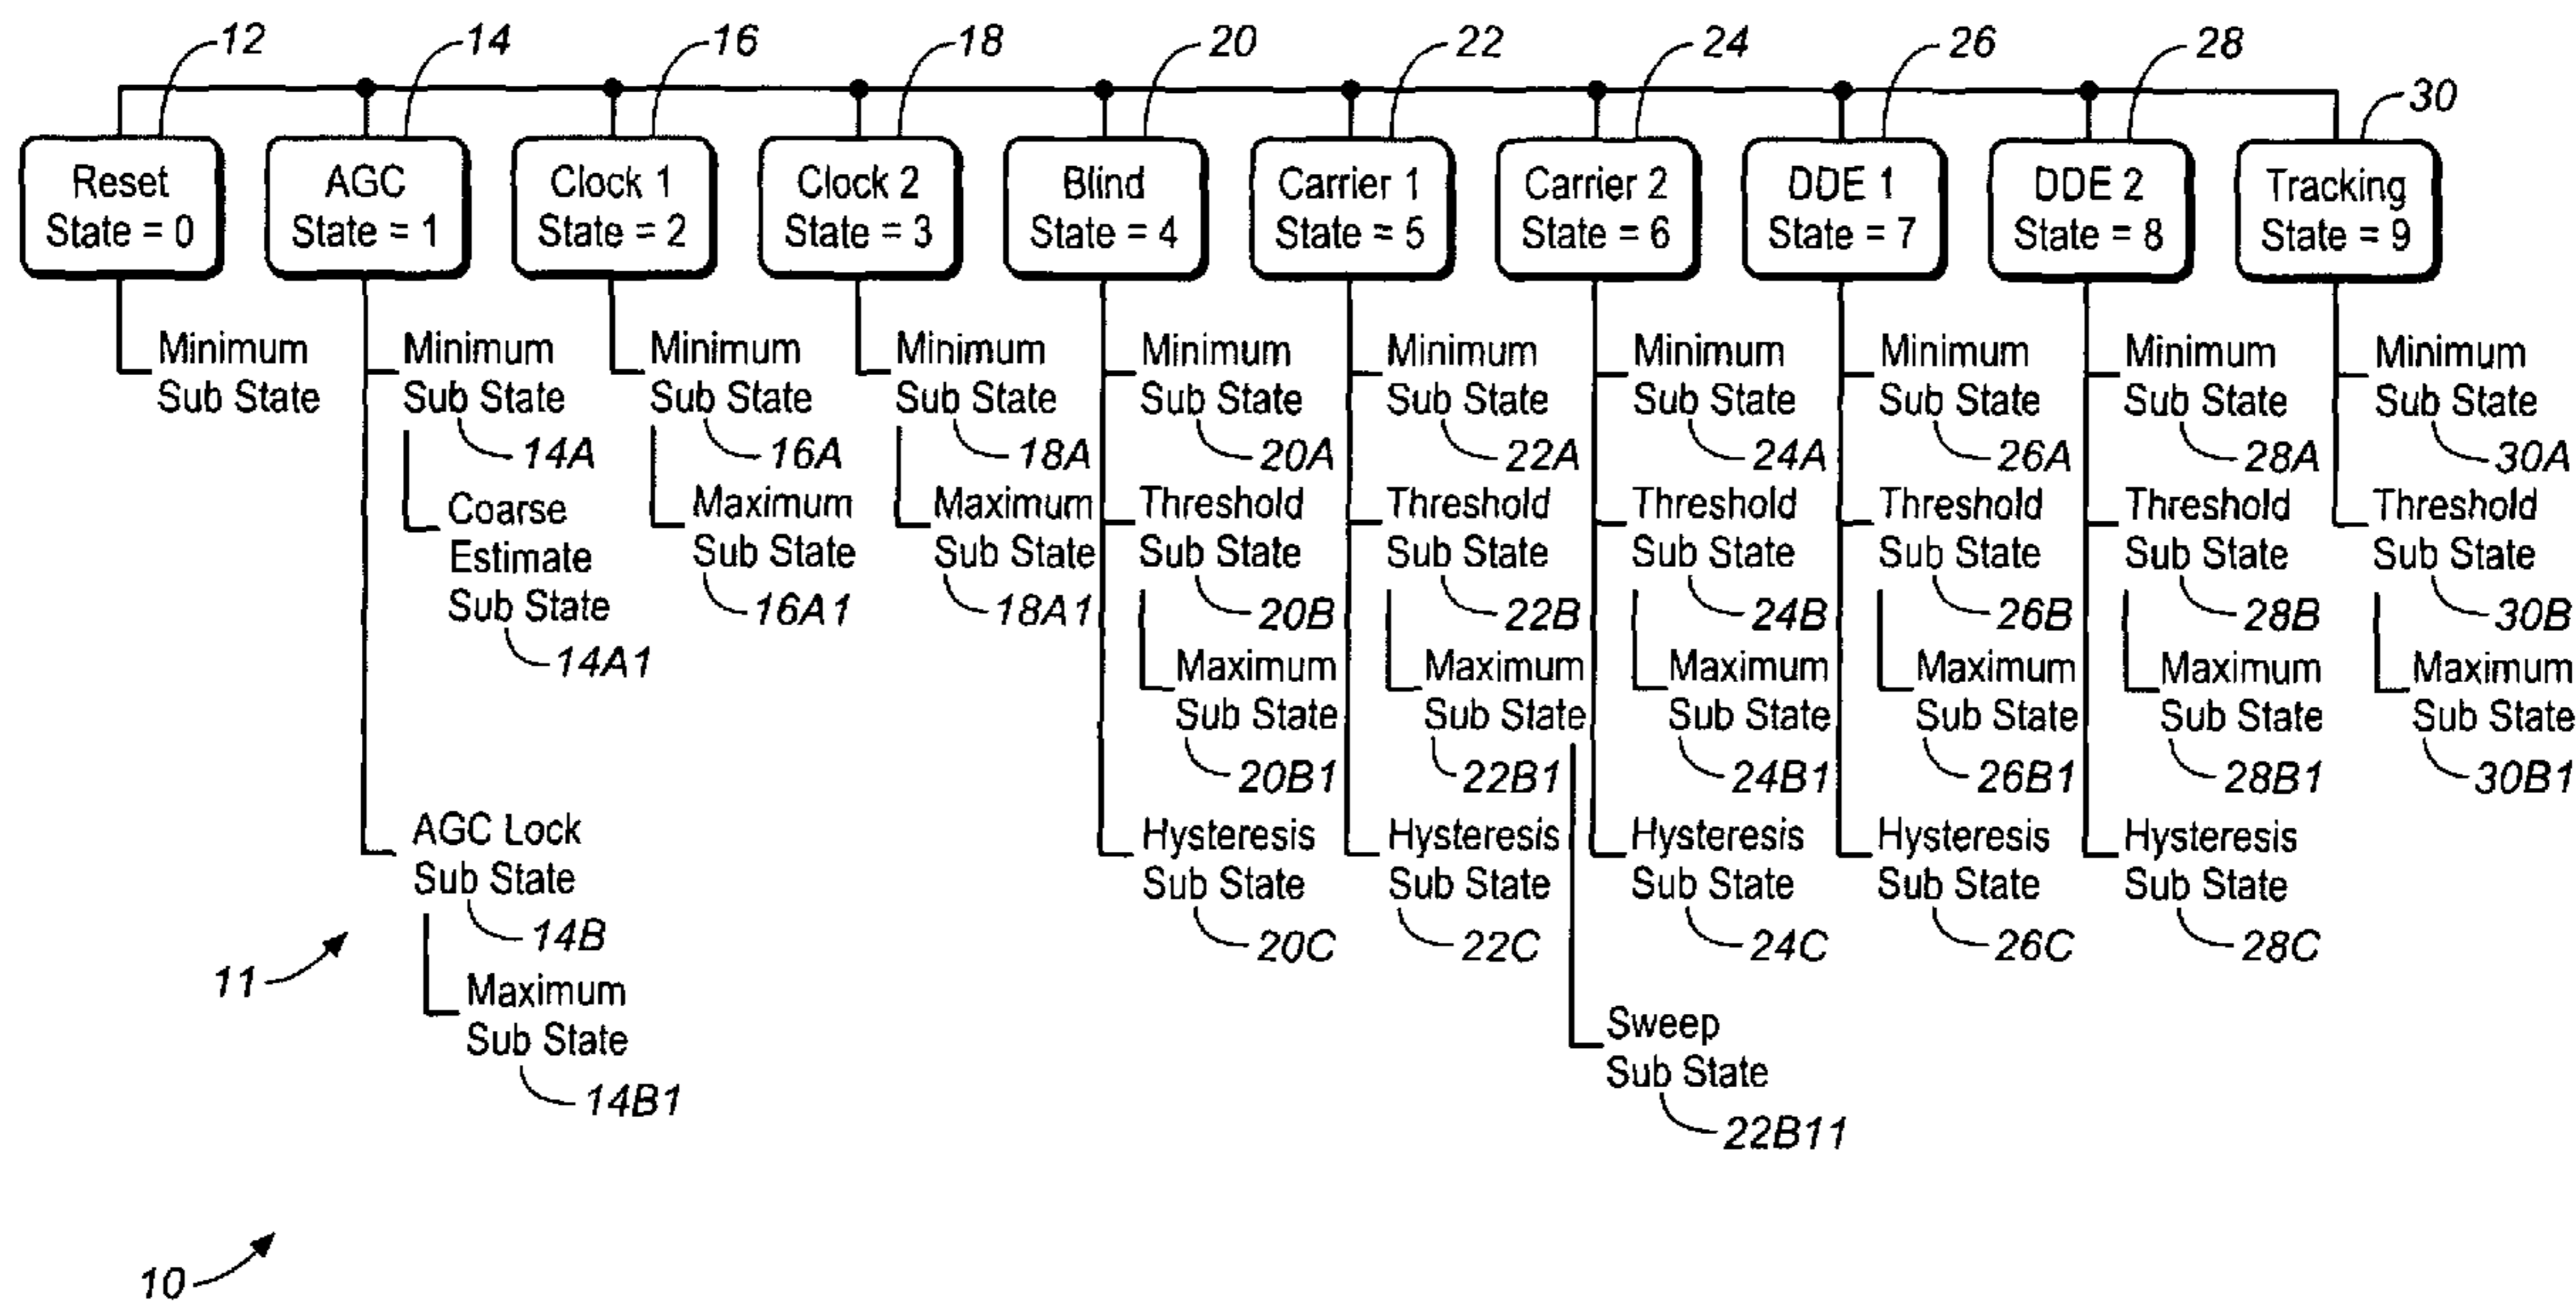 12
14
16
18
20
22
24
26
28
30
Reset
State = 0
AGC
State = 1
Clock 1
State = 2
Clock 2
State = 3
Blind
State = 4
Carrier 1
State = 5
Carrier 2
State = 6
DDE 1
State = 7
DDE 2
State = 8
Tracking
State = 9
Minimum
Sub State
Minimum
Sub State
14A
Coarse
Estimate
Sub State
14A1
AGC Lock
Sub State
14B
Maximum
Sub State
14B1
Minimum
Sub State
16A
Maximum
Sub State
16A1
Minimum
Sub State
18A
Maximum
Sub State
18A1
Minimum
Sub State
20A
Threshold
Sub State
20B
Maximum
Sub State
20B1
Hysteresis
Sub State
20C
Minimum
Sub State
22A
Threshold
Sub State
22B
Maximum
Sub State
22B1
Hysteresis
Sub State
22C
Sweep
Sub State
22B11
Minimum
Sub State
24A
Threshold
Sub State
24B
Maximum
Sub State
24B1
Hysteresis
Sub State
24C
Minimum
Sub State
26A
Threshold
Sub State
26B
Maximum
Sub State
26B1
Hysteresis
Sub State
26C
Minimum
Sub State
28A
Threshold
Sub State
28B
Maximum
Sub State
28B1
Hysteresis
Sub State
28C
Minimum
Sub State
30A
Threshold
Sub State
30B
Maximum
Sub State
30B1
11
10